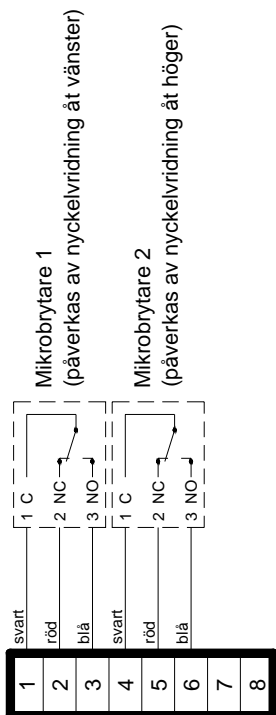 svart
1 C
Mikrobrytare 1
(påverkas av nyckelvridning åt vänster)
röd
2 NC
blå
3 NO
svart
1 C
Mikrobrytare 2
(påverkas av nyckelvridning åt höger)
röd
2 NC
blå
3 NO
1
2
3
4
5
6
7
8